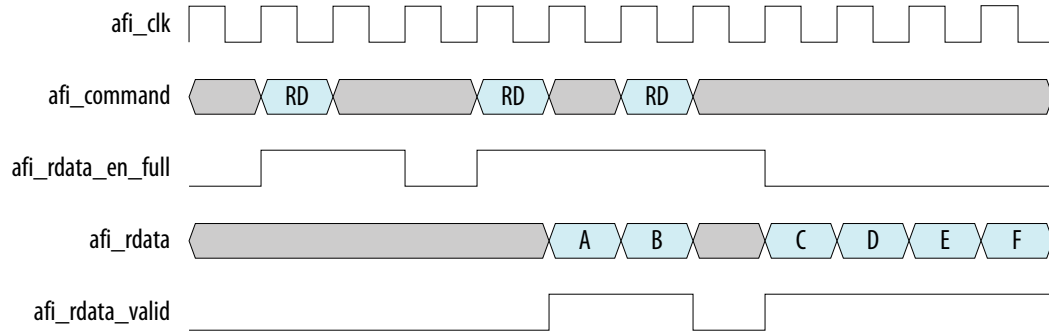 afi_clk
afi_command RD RD RD
afi_rdata_en_full
afi_rdata A B C D E F
afi_rdata_valid